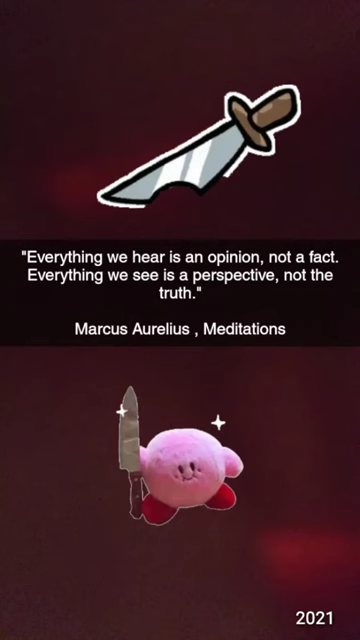 "Everything we hear is an opinion, not a fact.
Everything we see is a perspective, not the
truth."
Marcus Aurelius , Meditations
2021